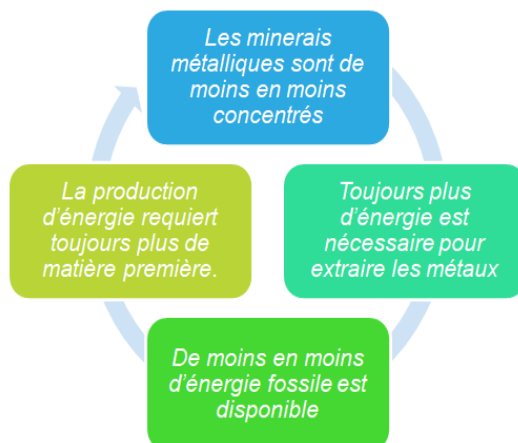 Les minerais
métalliques sont de
moins en moins
concentrés
Toujours plus
d'énergie est
nécessaire pour
extraire les métaux
De moins en moins
d'énergie fossile est
disponible
La production
d'énergie requiert
toujours plus de
matière première.